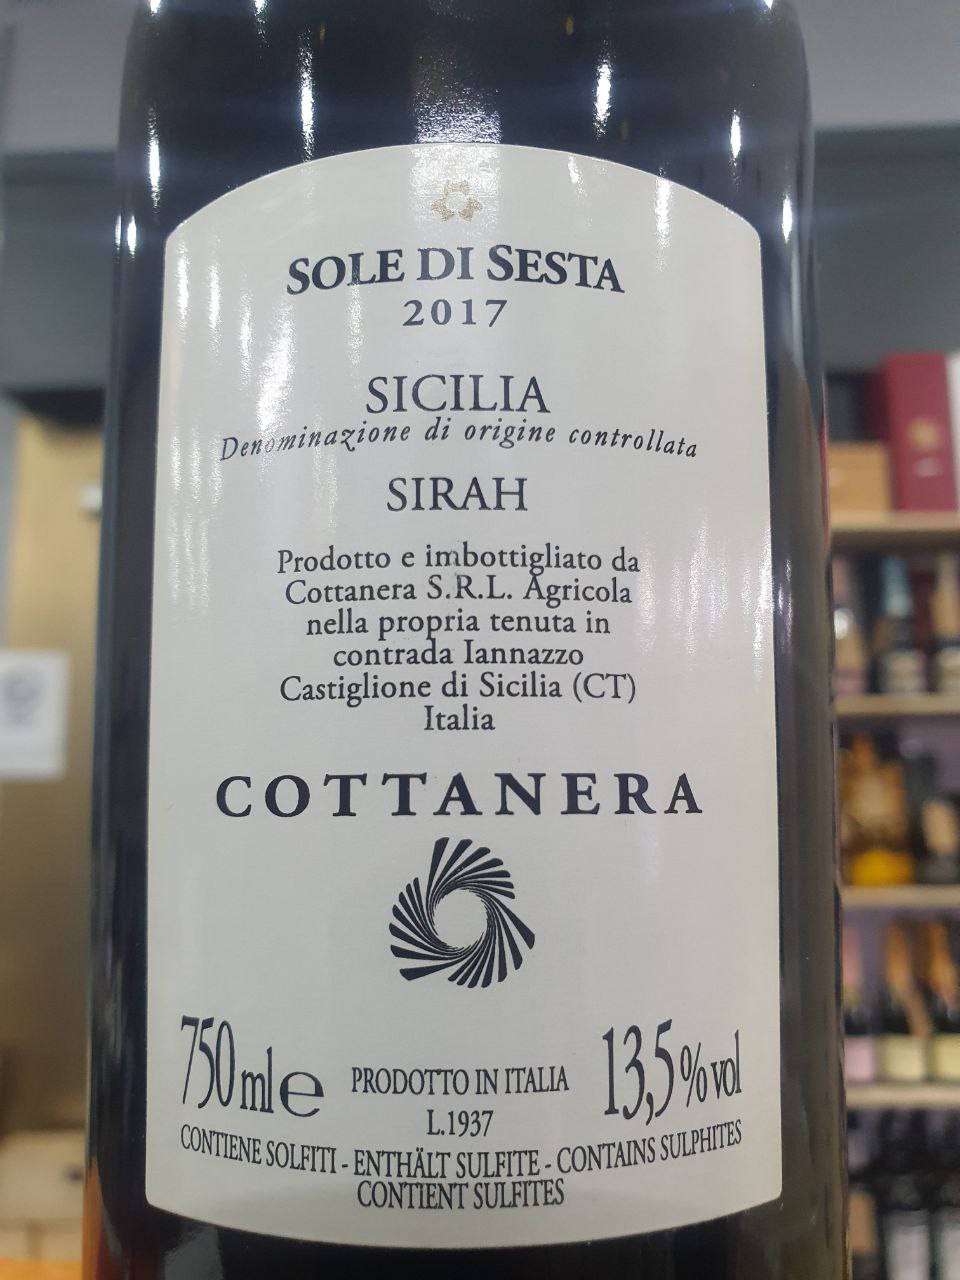 SOLE DI SESTA
2017
SICILIA
Denominazione di origine controllata
SIRAH
Prodotto e imbottigliato da
Cottanera S.R.L. Agricola
nella propria tenuta in
contrada Iannazzo
Castiglione di Sicilia (CT)
Italia
COTTANERA
750 ml e PRODOTTO IN ITALIA 13,5% vol
L.1937
CONTIENE SOLFITI - ENTHÄLT SULFITE - CONTAINS SULPHITES
CONTIENT SULFITES